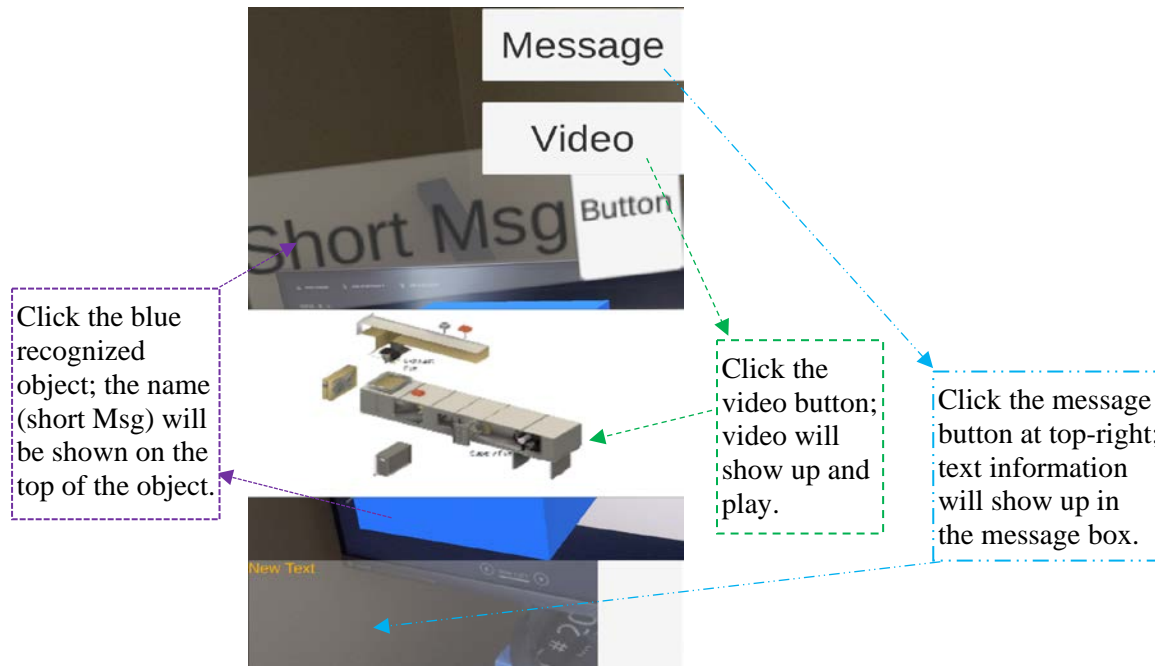 Message
Video
Button
Short Msg
Click the blue
recognized
object; the name
(short Msg) will
be shown on the
top of the object.
Click the
video button;
video will
show up and
play.
Click the message
button at top-right;
text information
will show up in
the message box.
New Text